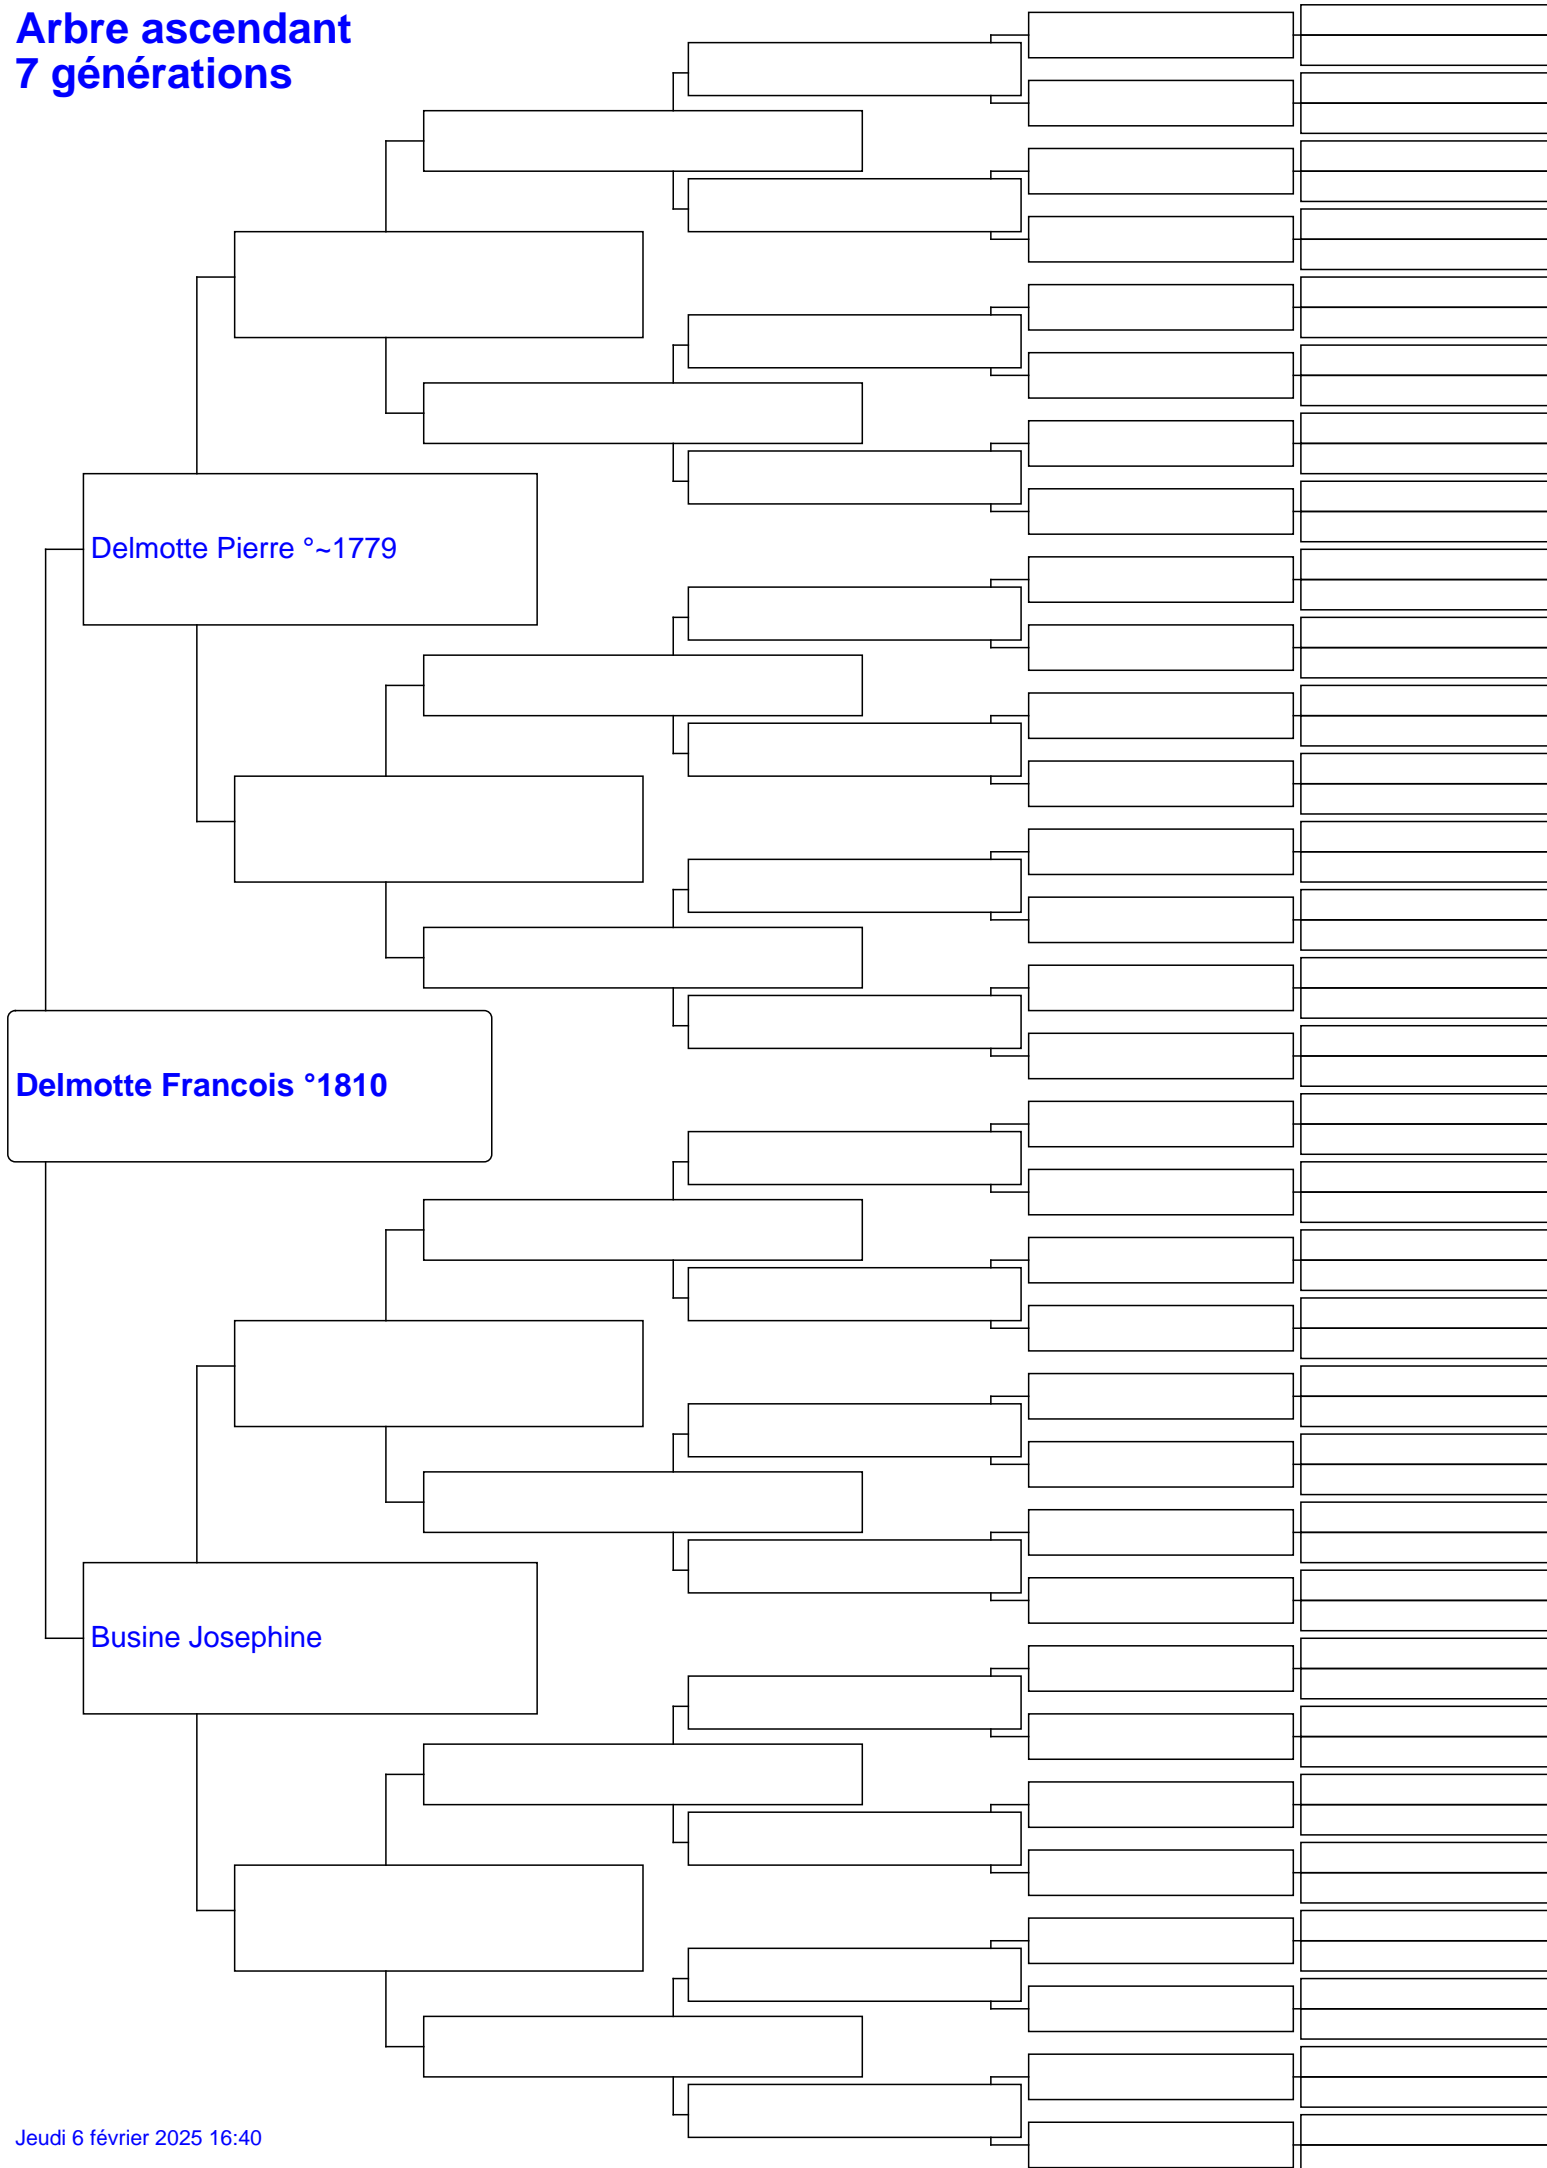 Arbre ascendant
7 générations
Delmotte Pierre °~1779
Delmotte Francois °1810
Busine Josephine
Jeudi 6 février 2025 16:40